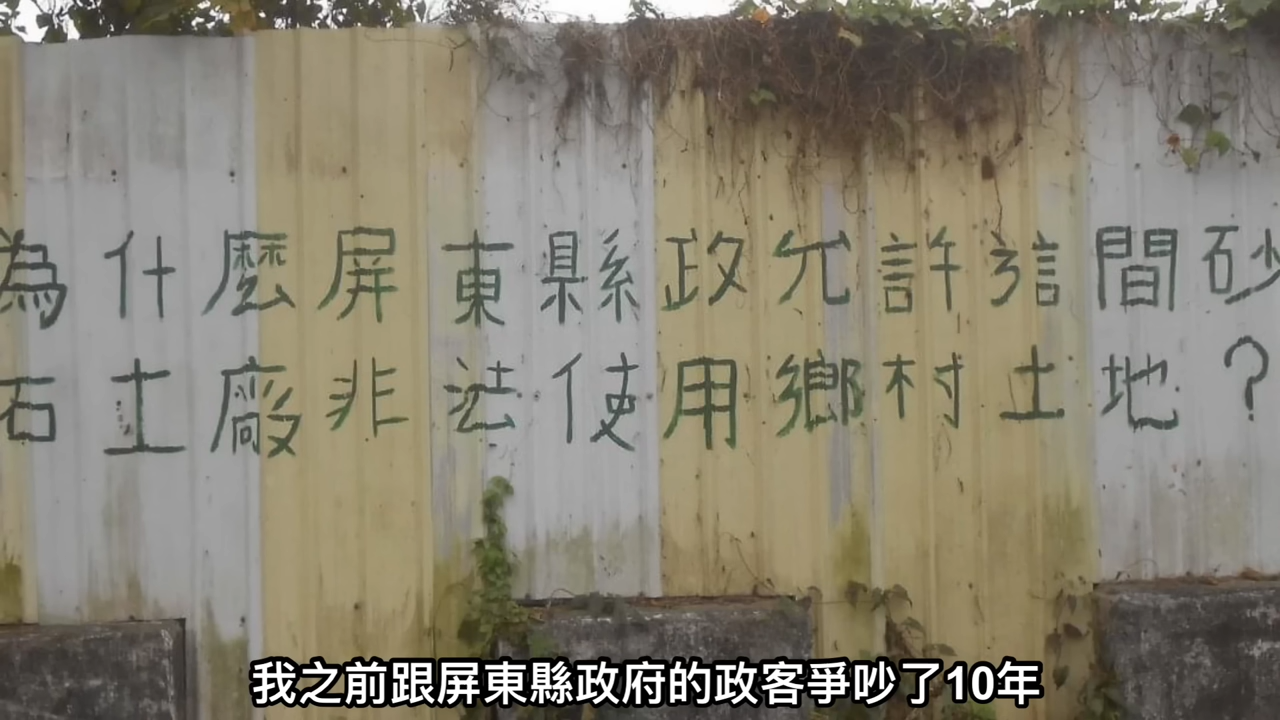 為什麼屏東縣政允許這間砂
石土廠非法使用鄉村土地?
我之前跟屏東縣政府的政客爭吵了10年